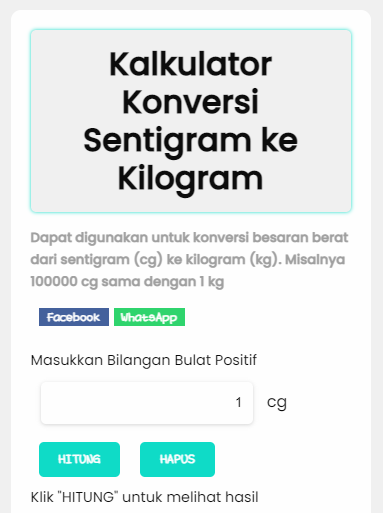 Kalkulator
Konversi
Sentigram ke
Kilogram
Dapat digunakan untuk konversi besaran berat
dari sentigram (cg) ke kilogram (kg). Misalnya
100000 cg sama dengan 1 kg
Facebook WhatsApp
Masukkan Bilangan Bulat Positif
1 cg
HITUNG HAPUS
Klik "HITUNG" untuk melihat hasil